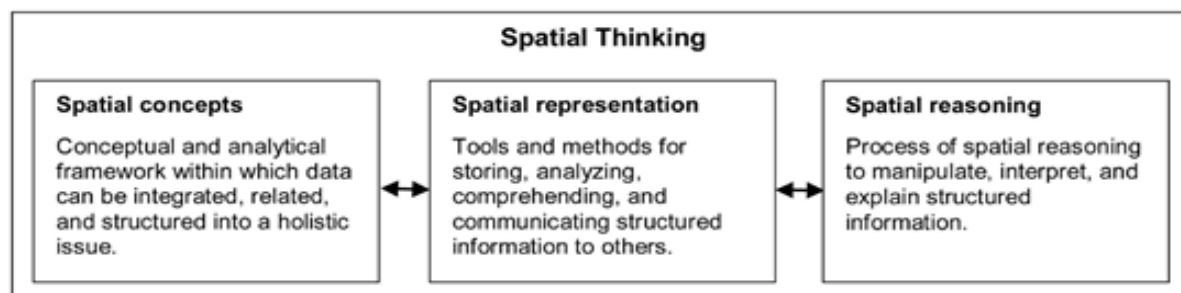 Spatial Thinking
Spatial concepts
Conceptual and analytical
framework within which data
can be integrated, related,
and structured into a holistic
issue.
Spatial representation
Tools and methods for
storing, analyzing,
comprehending, and
communicating structured
information to others.
Spatial reasoning
Process of spatial reasoning
to manipulate, interpret, and
explain structured
information.